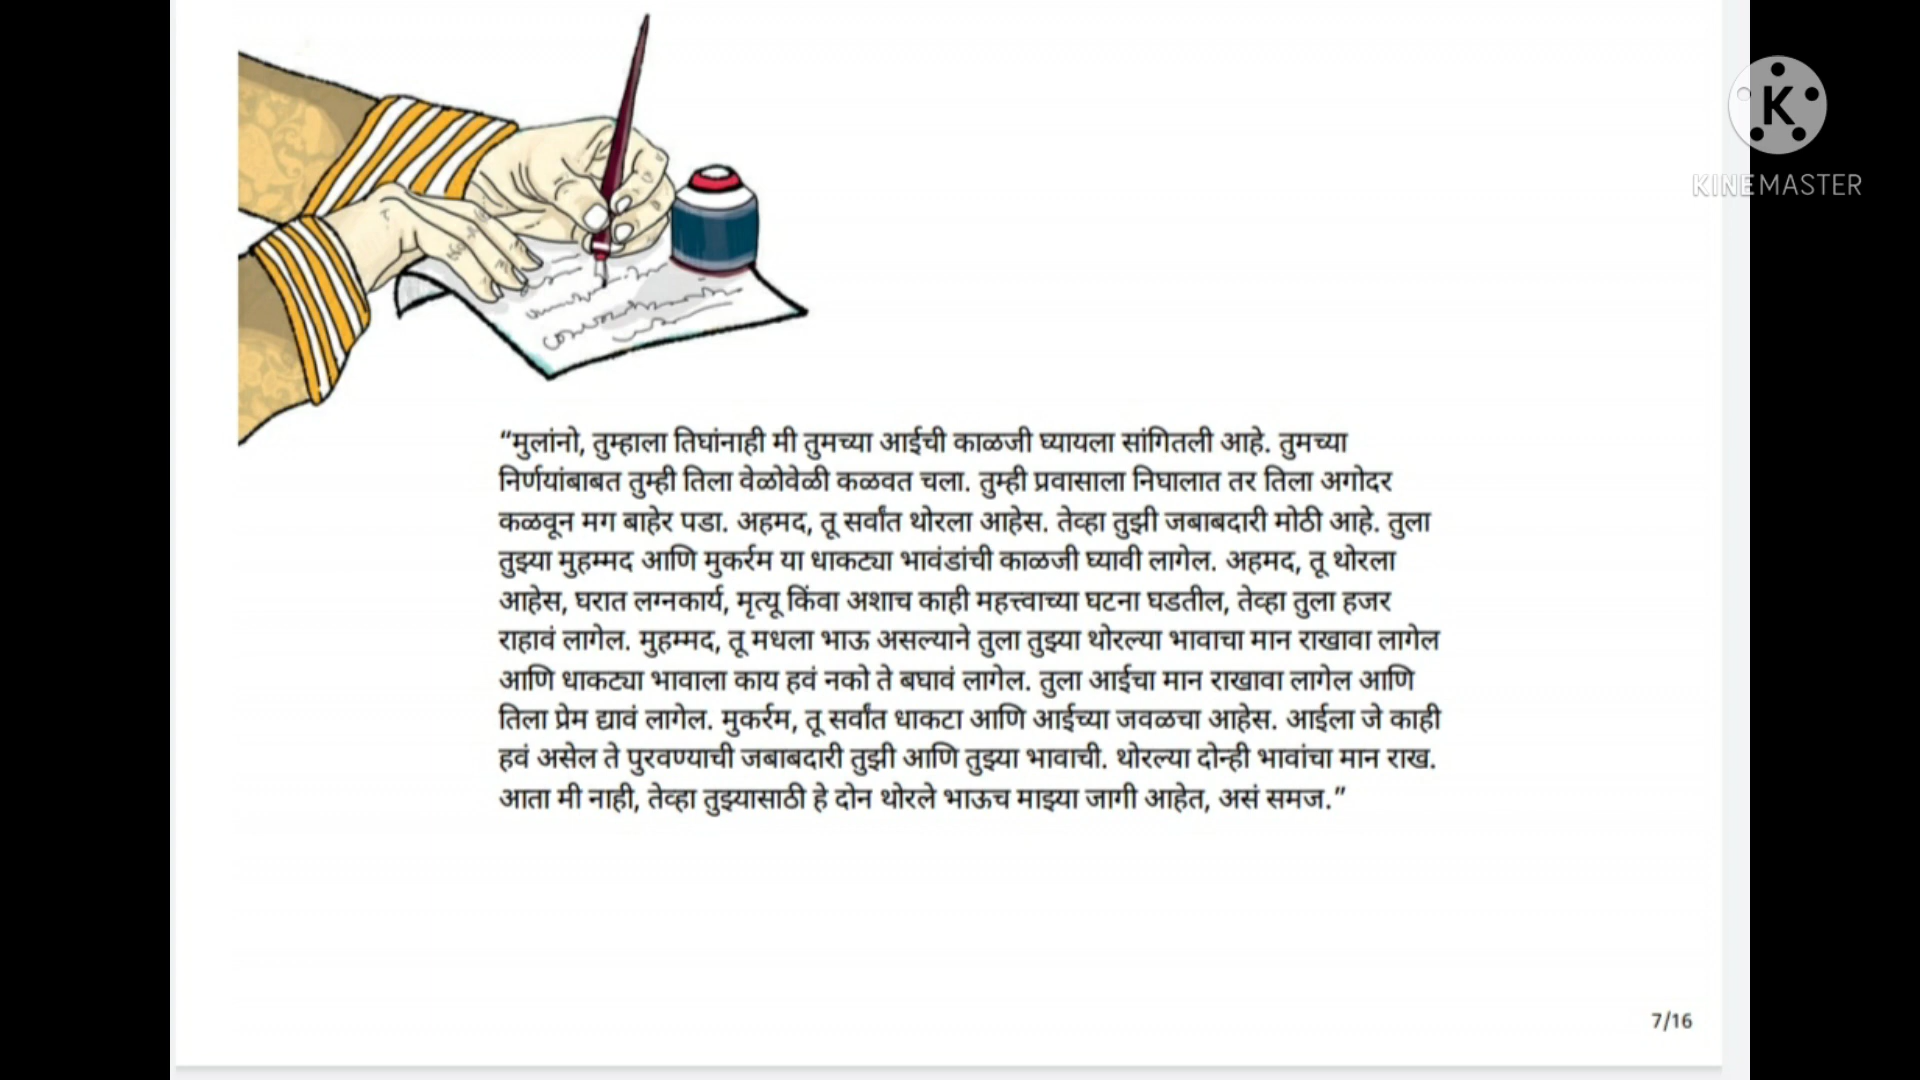 KINEMASTER
“मुलांनो, तुम्हाला तिघांनाही मी तुमच्या आईची काळजी घ्यायला सांगितली आहे. तुमच्या
निर्णयांबाबत तुम्ही तिला वेळोवेळी कळवत चला. तुम्ही प्रवासाला निघालात तर तिला अगोदर
कळवून मग बाहेर पडा. अहमद, तू सर्वांत थोरला आहेस. तेव्हा तुझी जबाबदारी मोठी आहे. तुला
तुझ्या मुहम्मद आणि मुकर्रम या धाकट्या भावंडांची काळजी घ्यावी लागेल. अहमद, तू थोरला
आहेस, घरात लग्नकार्य, मृत्यू किंवा अशाच काही महत्त्वाच्या घटना घडतील, तेव्हा तुला हजर
राहावं लागेल. मुहम्मद, तू मधला भाऊ असल्याने तुला तुझ्या थोरल्या भावाचा मान राखावा लागेल
आणि धाकट्या भावाला काय हवं नको ते बघावं लागेल. तुला आईचा मान राखावा लागेल आणि
तिला प्रेम द्यावं लागेल. मुकर्रम, तू सर्वांत धाकटा आणि आईच्या जवळचा आहेस. आईला जे काही
हवं असेल ते पुरवण्याची जबाबदारी तुझी आणि तुझ्या भावाची. थोरल्या दोन्ही भावांचा मान राख.
आता मी नाही, तेव्हा तुझ्यासाठी हे दोन थोरले भाऊच माझ्या जागी आहेत, असं समज.”
7/16